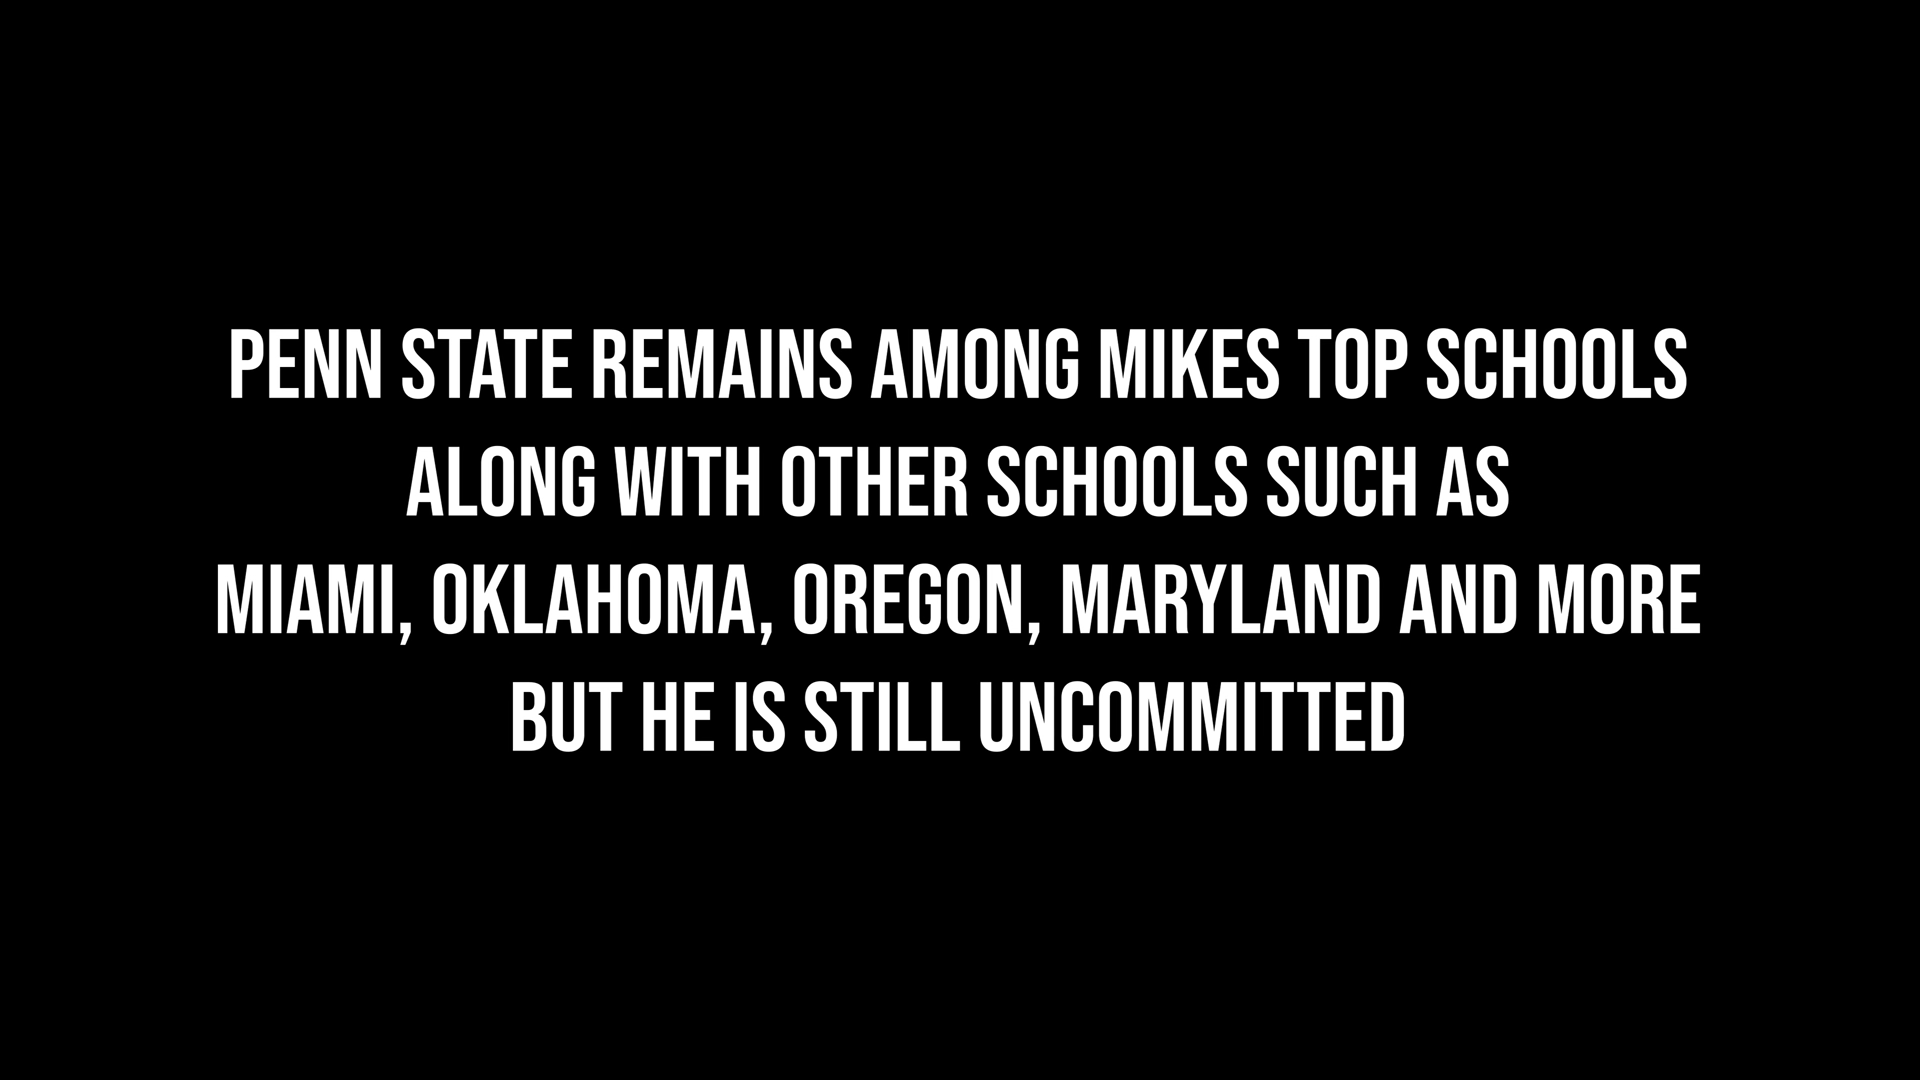 PENN STATE REMAINS AMONG MIKES TOP SCHOOLS
ALONG WITH OTHER SCHOOLS SUCH AS
MIAMI, OKLAHOMA, OREGON, MARYLAND AND MORE
BUT HE IS STILL UNCOMMITTED